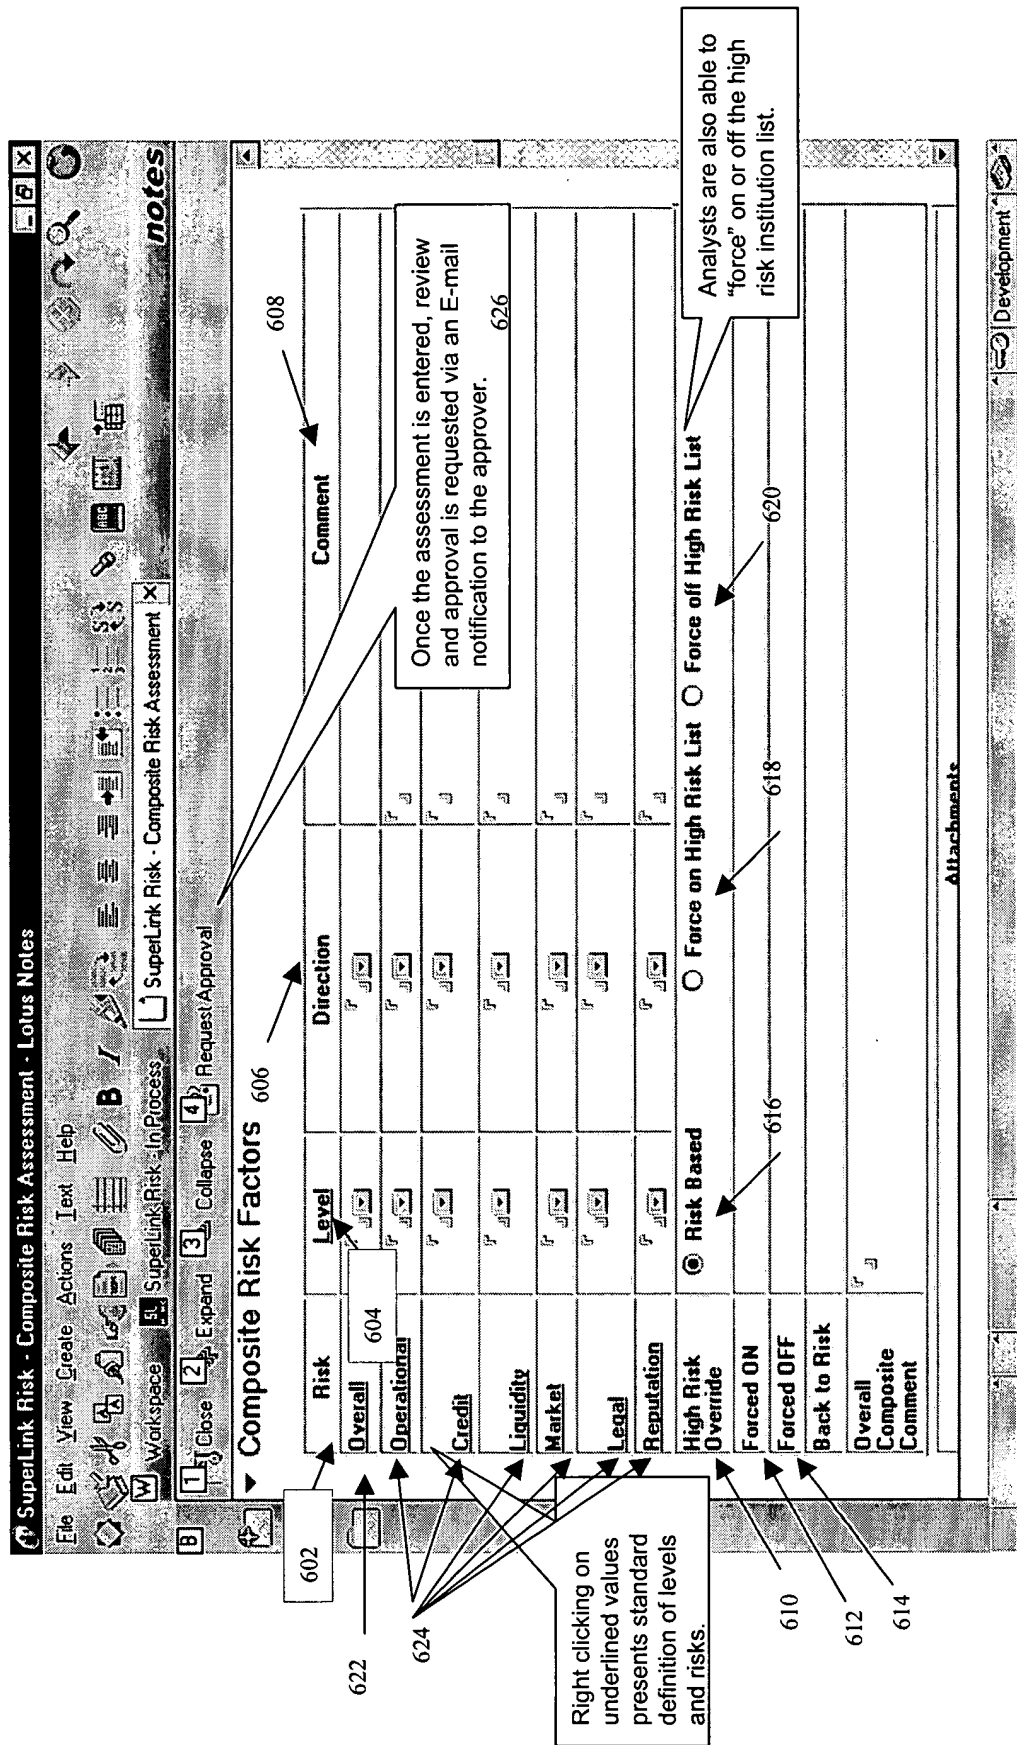 SuperLink Risk - Composite Risk Assessment - Lotus Notes
File Edit View Create Actions Text Help
notes
W Workspace SL SuperLink Risk - In Process SuperLink Risk - Composite Risk Assessment
B 1 Close 2 Expand 3 Collapse 4 Request Approval
Composite Risk Factors
606
608
602
604
Risk Level Direction Comment
Overall
Operational
Credit
Liquidity
Market
Legal
Reputation
622
624
Once the assessment is entered, review
and approval is requested via an E-mail
notification to the approver.
626
Right clicking on
underlined values
presents standard
definition of levels
and risks.
High Risk
Override
Risk Based Force on High Risk List Force off High Risk List
Analysts are also able to
“force” on or off the high
risk institution list.
610
612
614
616
618
620
Forced ON
Forced OFF
Back to Risk
Overall
Composite
Comment
Attachments
Development